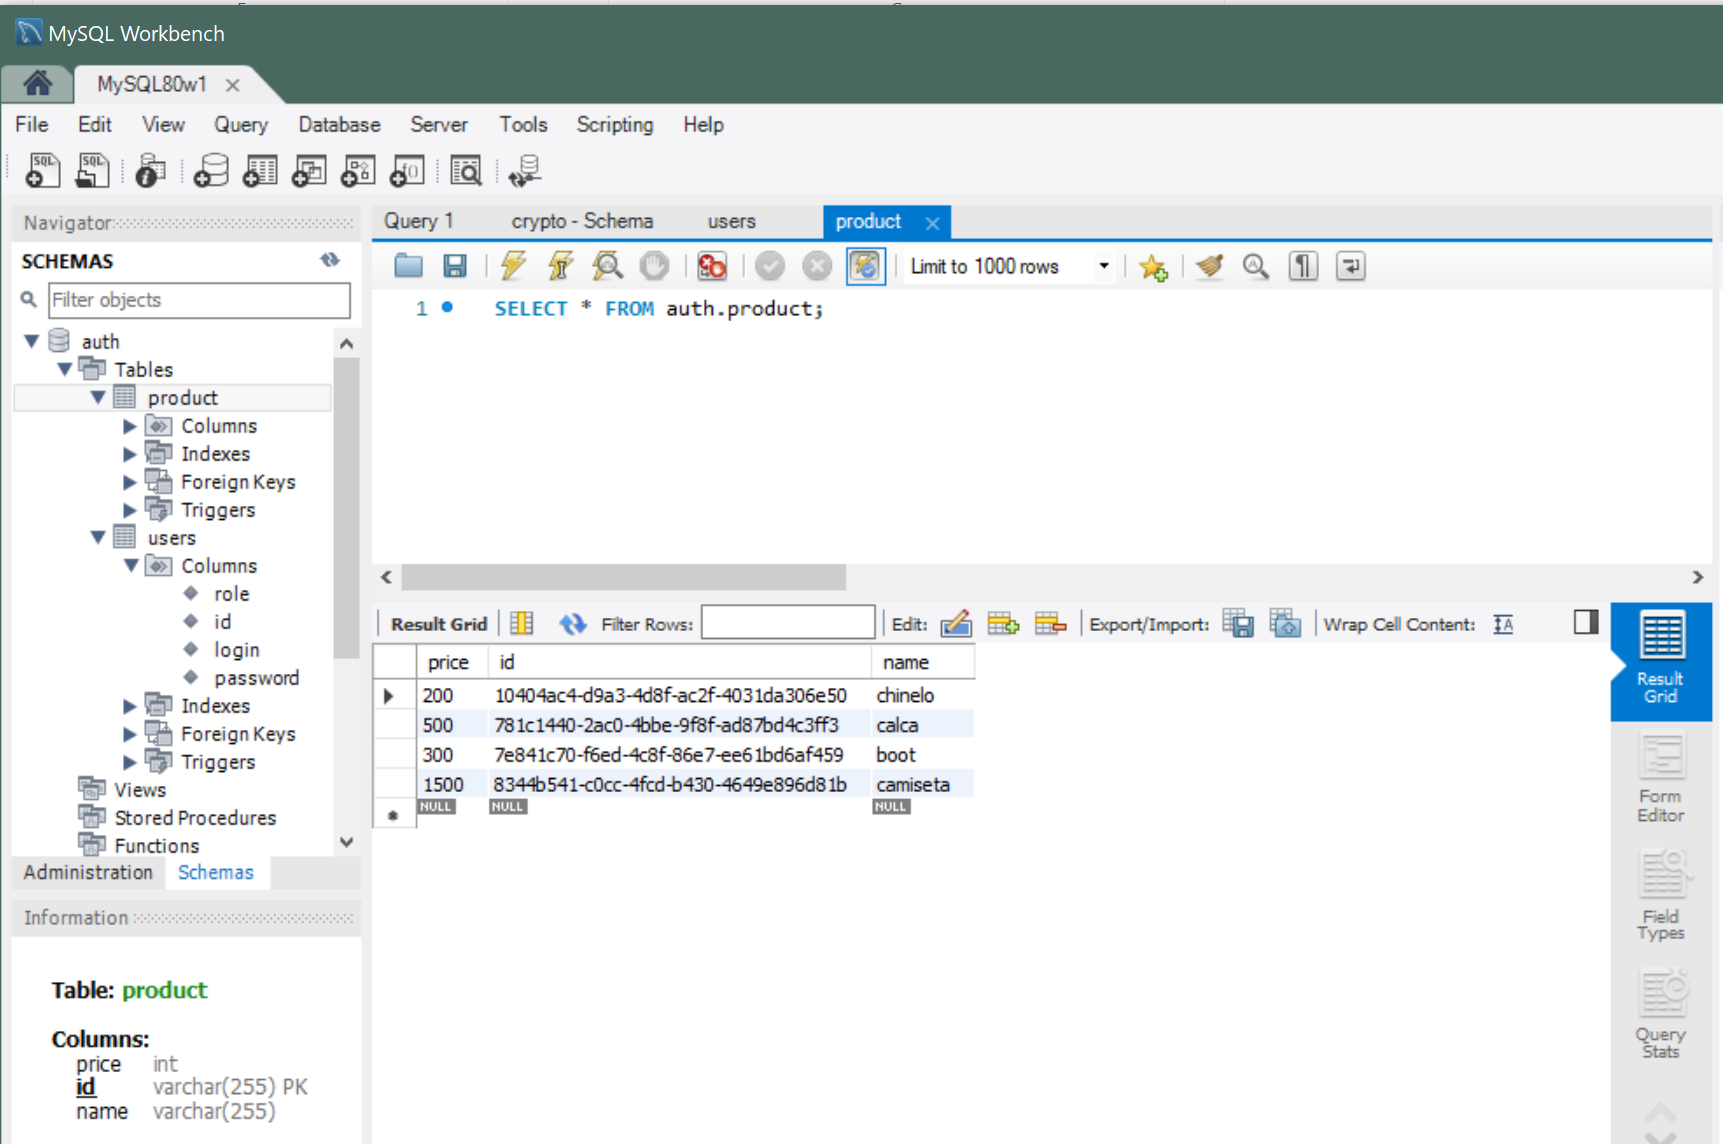 MySQL Workbench
MySQL80w1
File Edit View Query Database Server Tools Scripting Help
Navigator
SCHEMAS
Filter objects
auth
Tables
product
Columns
Indexes
Foreign Keys
Triggers
users
Columns
role
id
login
password
Indexes
Foreign Keys
Triggers
Views
Stored Procedures
Functions
Administration Schemas
Information
Table: product
Columns:
price int
id varchar(255) PK
name varchar(255)
Query 1 crypto - Schema users product
Limit to 1000 rows
1 SELECT * FROM auth.product;
Result Grid Filter Rows: Edit: Export/Import: Wrap Cell Content:
price id name
200 10404ac4-d9a3-4d8f-ac2f-4031da306e50 chinelo
500 781c1440-2ac0-4bbe-9f8f-ad87bd4c3ff3 calca
300 7e841c70-f6ed-4c8f-86e7-ee61bd6af459 boot
1500 8344b541-c0cc-4fcd-b430-4649e896d81b camiseta
NULL NULL NULL
Result
Grid
Form
Editor
Field
Types
Query
Stats